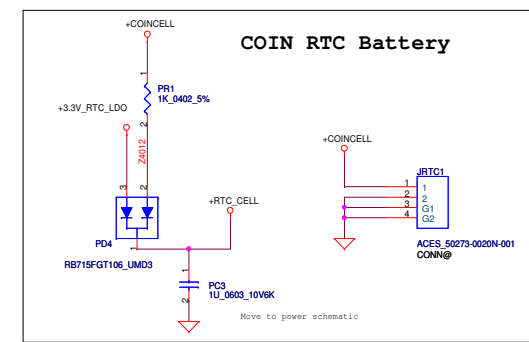 +COINCELL
COIN RTC Battery
1
PR1
1K_0402_5%
+3.3V_RTC_LDO
2
Z4012
+COINCELL
JRTC1
3
2
+RTC_CELL
1
1
2
2
3
G1
4
G2
PD4
1
ACES_50273-0020N-001
CONN@
RB715FGT106_UMD3
1
PC3
1U_0603_10V6K
2
Move to power schematic